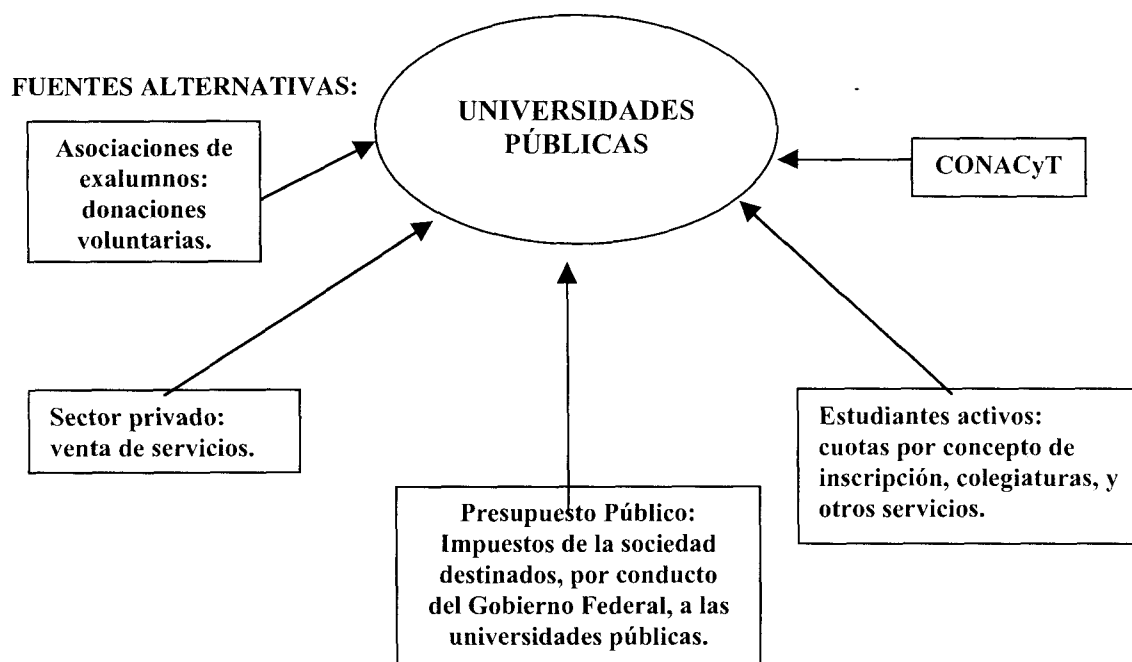 FUENTES ALTERNATIVAS:
UNIVERSIDADES
PÚBLICAS
Asociaciones de
exalumnos:
donaciones
voluntarias.
CONACyT
Sector privado:
venta de servicios.
Estudiantes activos:
cuotas por concepto de
inscripción, colegiaturas, y
otros servicios.
Presupuesto Público:
Impuestos de la sociedad
destinados, por conducto
del Gobierno Federal, a las
universidades públicas.